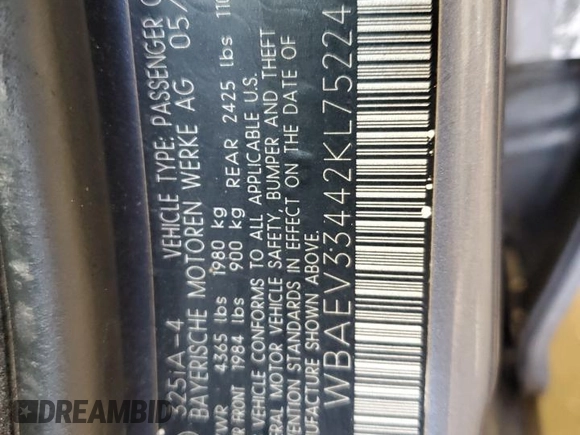 325iA-4 VEHICLE TYPE: PASSENGER
BAYERISCHE MOTOREN WERKE AG 05/
4365 lbs 1980 kg
FRONT 1984 lbs 900 kg REAR 2425 lbs 110
VEHICLE CONFORMS TO ALL APPLICABLE U.S.
MOTOR VEHICLE SAFETY, BUMPER AND THEFT
STANDARDS IN EFFECT ON THE DATE OF
SHOWN ABOVE.
WBAEV33442KL75224
DREAMBID